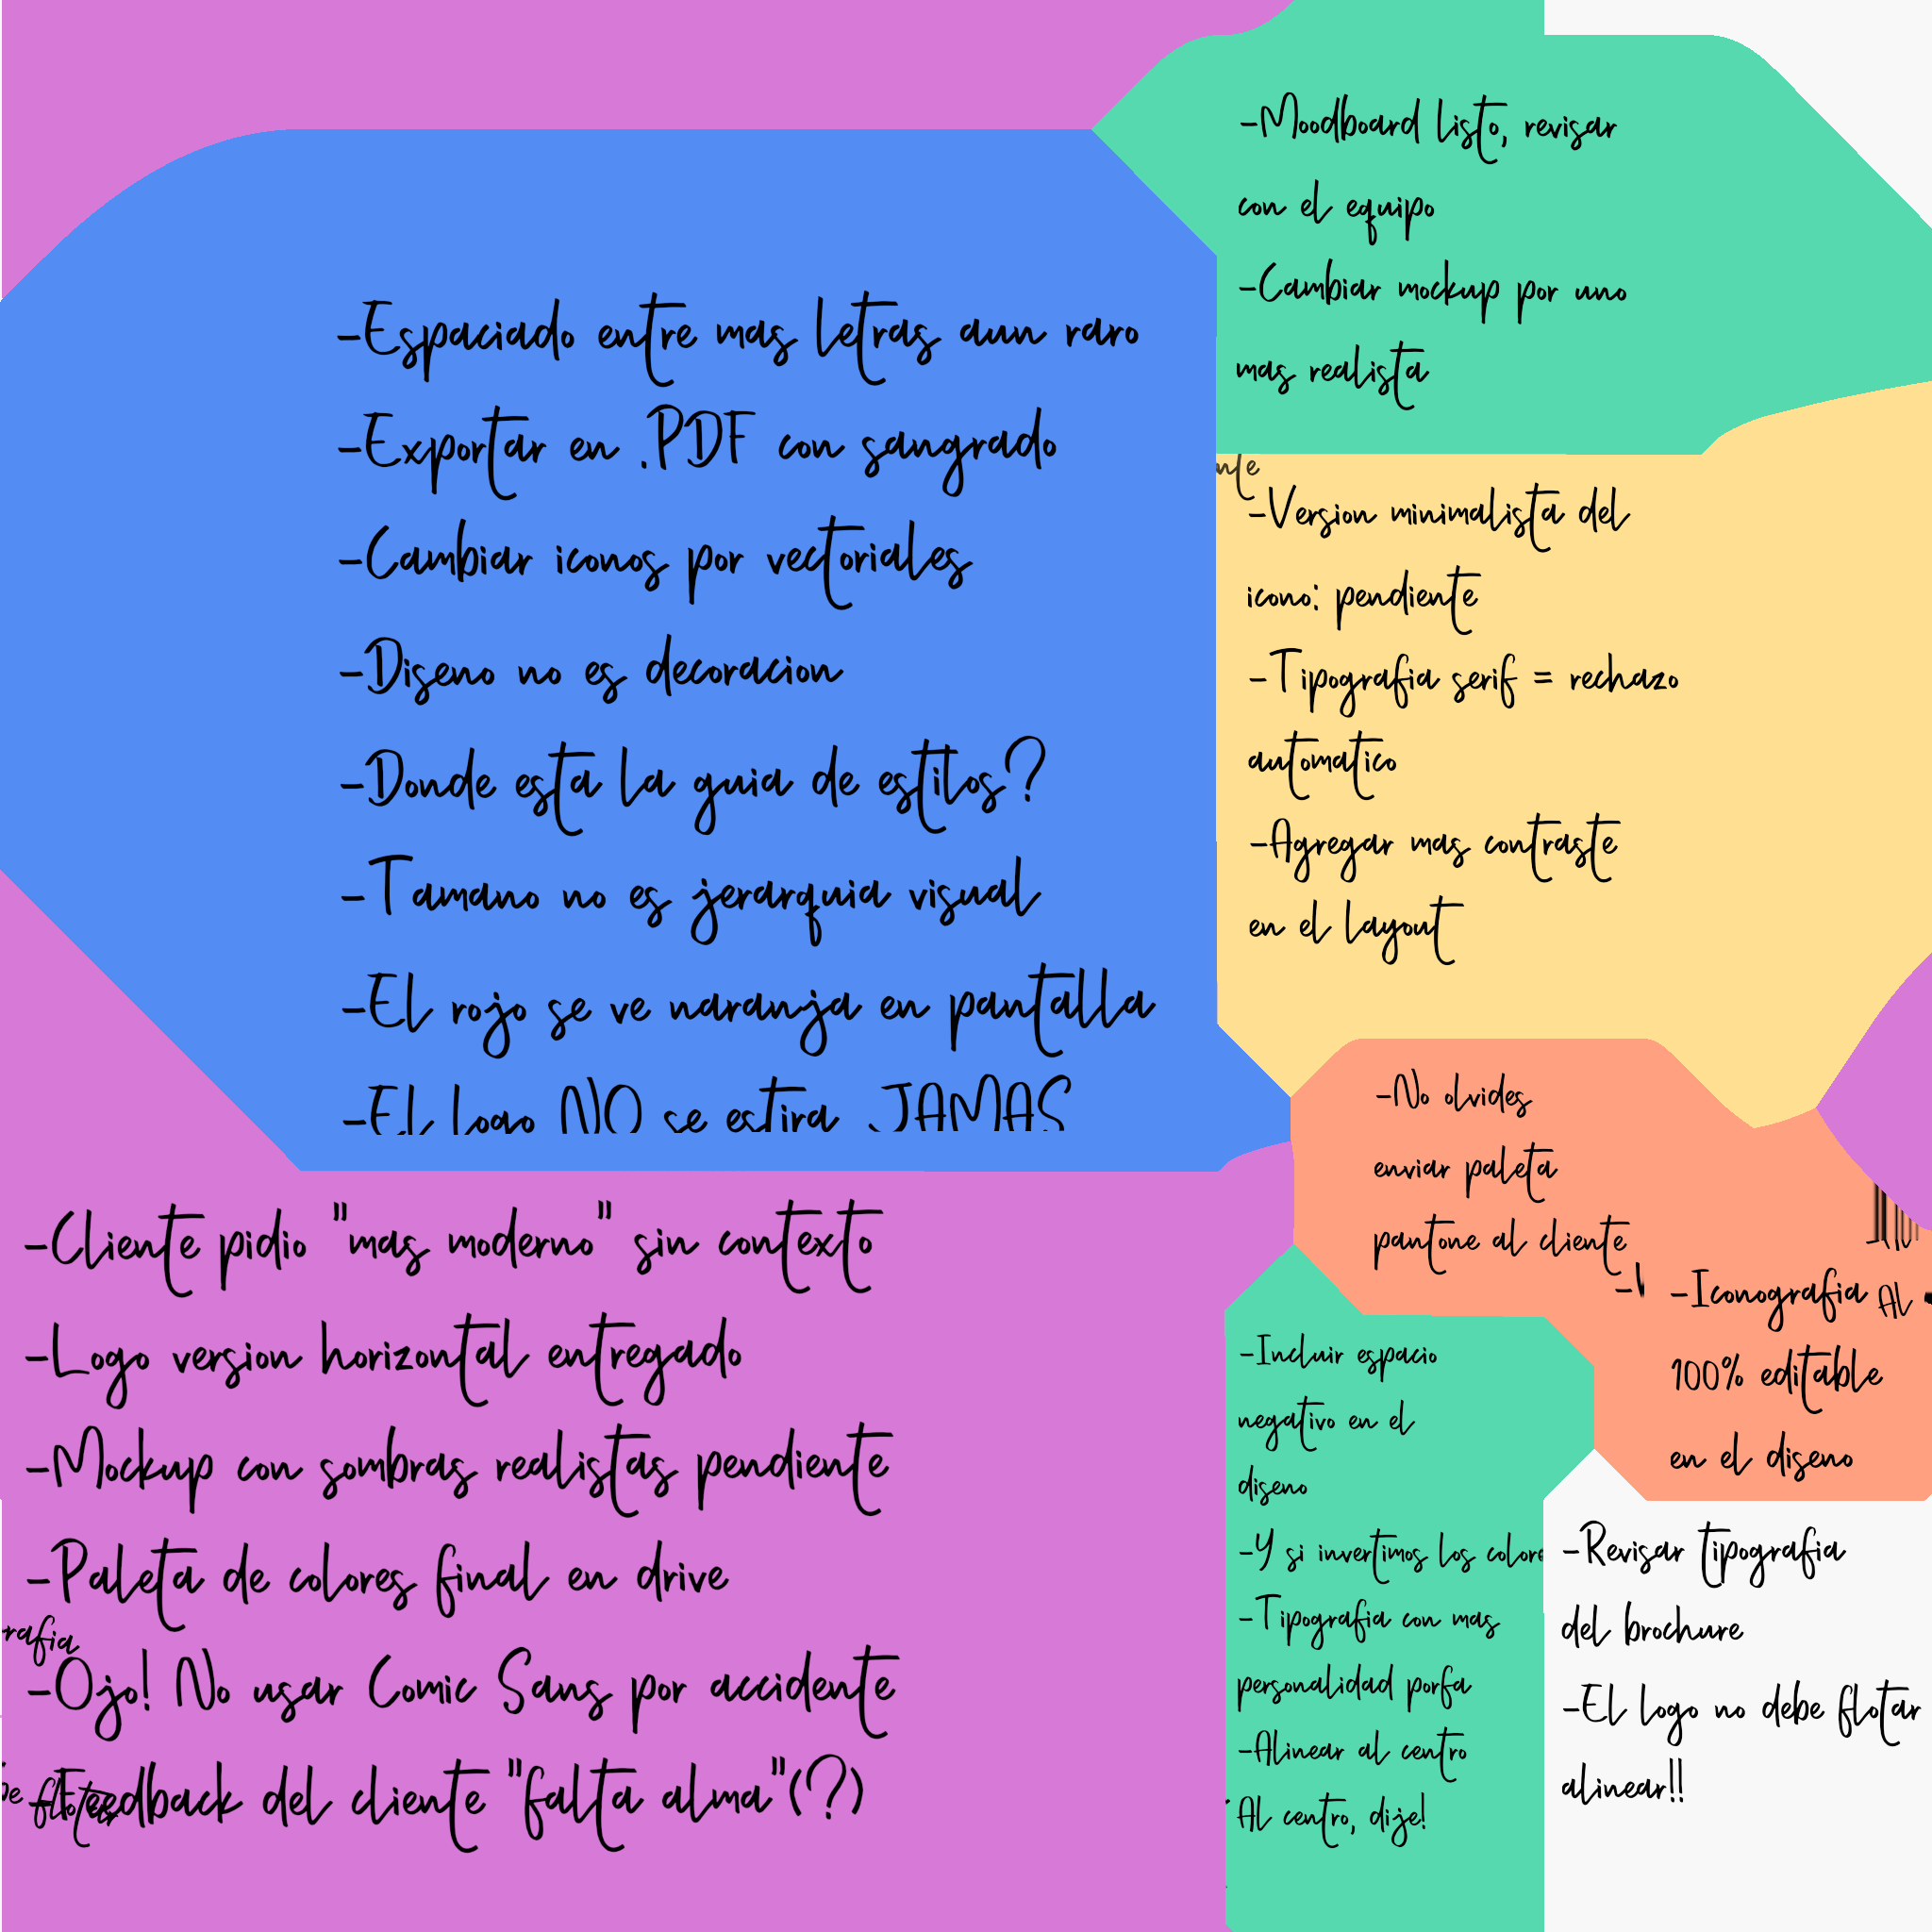 -Espaciado entre mas letras aun raro
-Exportar en .PDF con sangrado
-Cambiar iconos por vectoriales
-Diseno no es decoracion
-Donde esta la guia de estilos?
-Tamano no es jerarquia visual
-El rojo se ve naranja en pantalla
-El logo NO se estira JAMAS
-Moodboard listo, revisar
con el equipo
-Cambiar mockup por uno
mas realista
nte
-Version minimalista del
icono: pendiente
-Tipografia serif = rechazo
automatico
-Agregar mas contraste
en el layout
-No olvides
enviar paleta
pantone al cliente
-Iconografia
Al
100% editable
en el diseno
-Cliente pidio "mas moderno" sin contexto
-Logo version horizontal entregado
-Mockup con sombras realistas pendiente
-Paleta de colores final en drive
rafia
-Ojo! No usar Comic Sans por accidente
-Feedback del cliente "falta alma"(?)
be flotar
-Incluir espacio
negativo en el
diseno
-Y si invertimos los colore
-Tipografia con mas
personalidad porfa
-Alinear al centro
Al centro, dije!
-Revisar tipografia
del brochure
-El logo no debe flotar
alinear!!